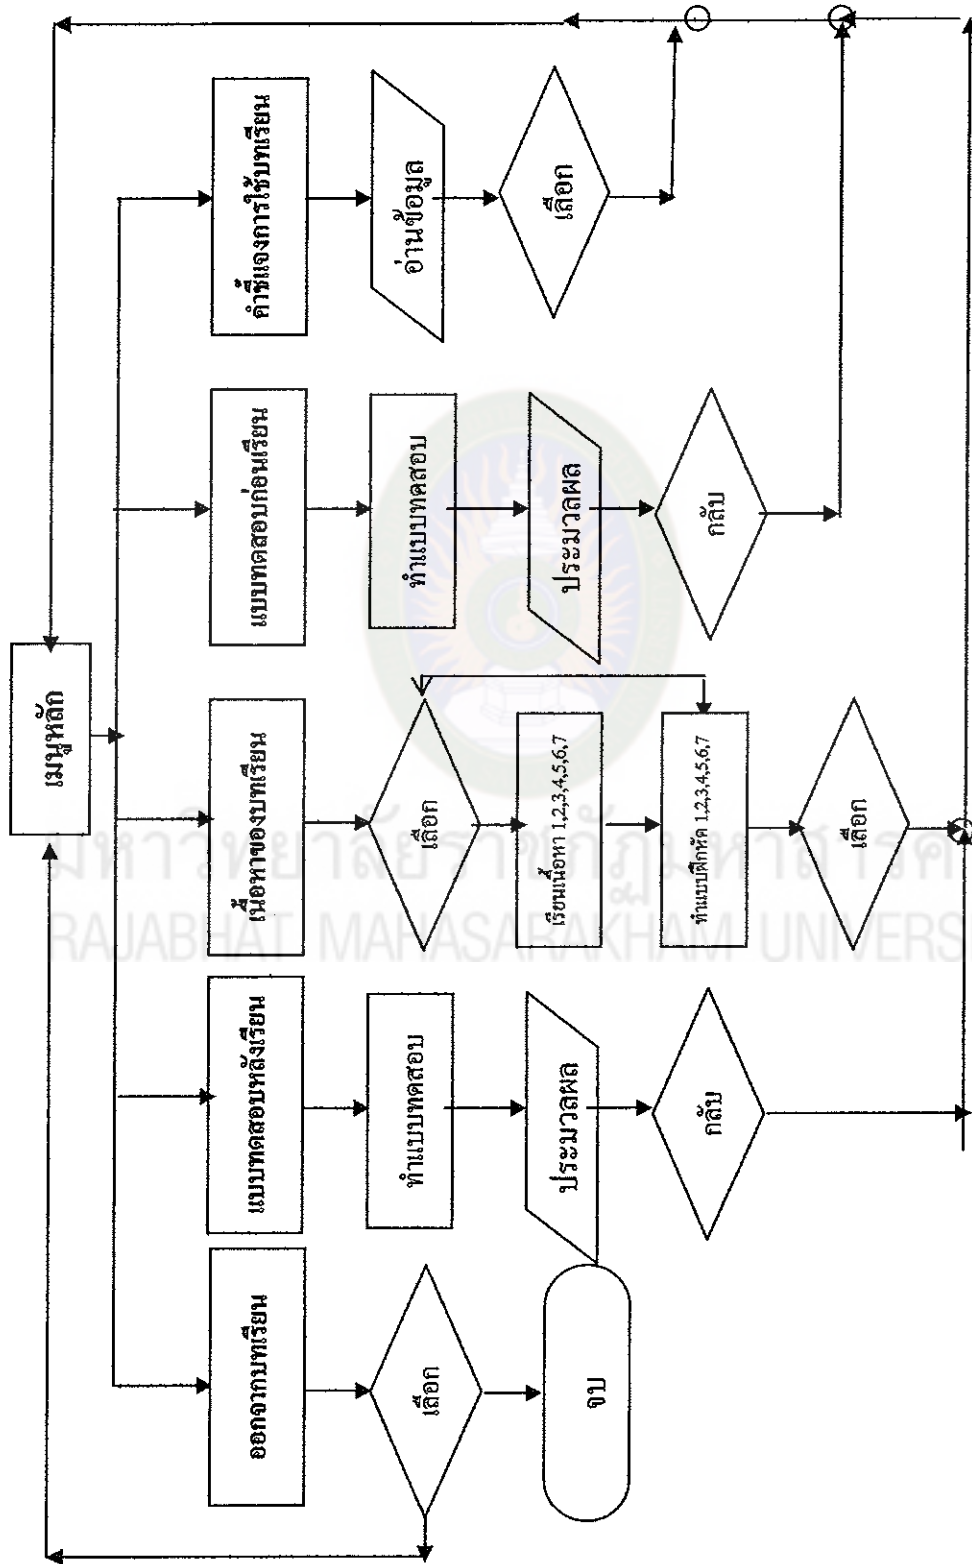 เมนูหลัก
คำชี้แจงการใช้บทเรียน
อ่านข้อมูล
เลือก
แบบทดสอบก่อนเรียน
ทำแบบทดสอบ
ประมวลผล
กลับ
เนื้อหาของบทเรียน
เลือก
เรียนเนื้อหา 1,2,3,4,5,6,7
ทำแบบฝึกหัด 1,2,3,4,5,6,7
เลือก
แบบทดสอบหลังเรียน
ทำแบบทดสอบ
ประมวลผล
กลับ
ออกจากบทเรียน
เลือก
จบ
มหาวิทยาลัยราชภัฏมหาสารค
RAJABHAT MAHASARAKHAM UNIVERS